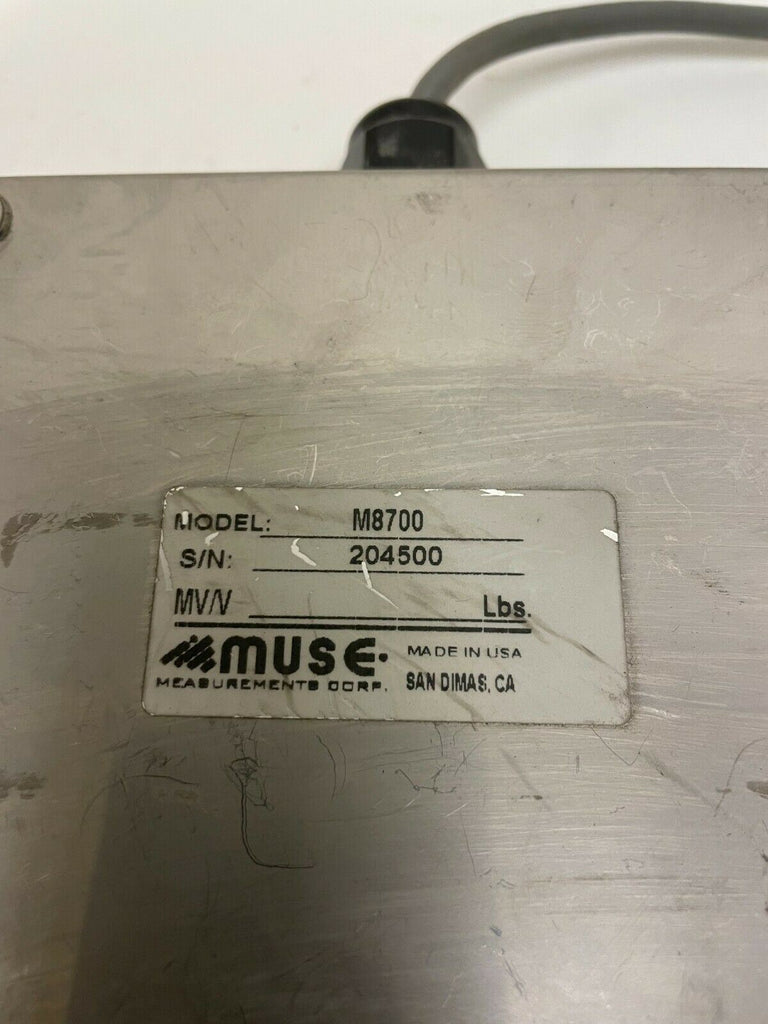 MODEL: M8700
S/N: 204500
MV/V Lbs.
MUSE. MADE IN USA
MEASUREMENTS CORP. SAN DIMAS, CA